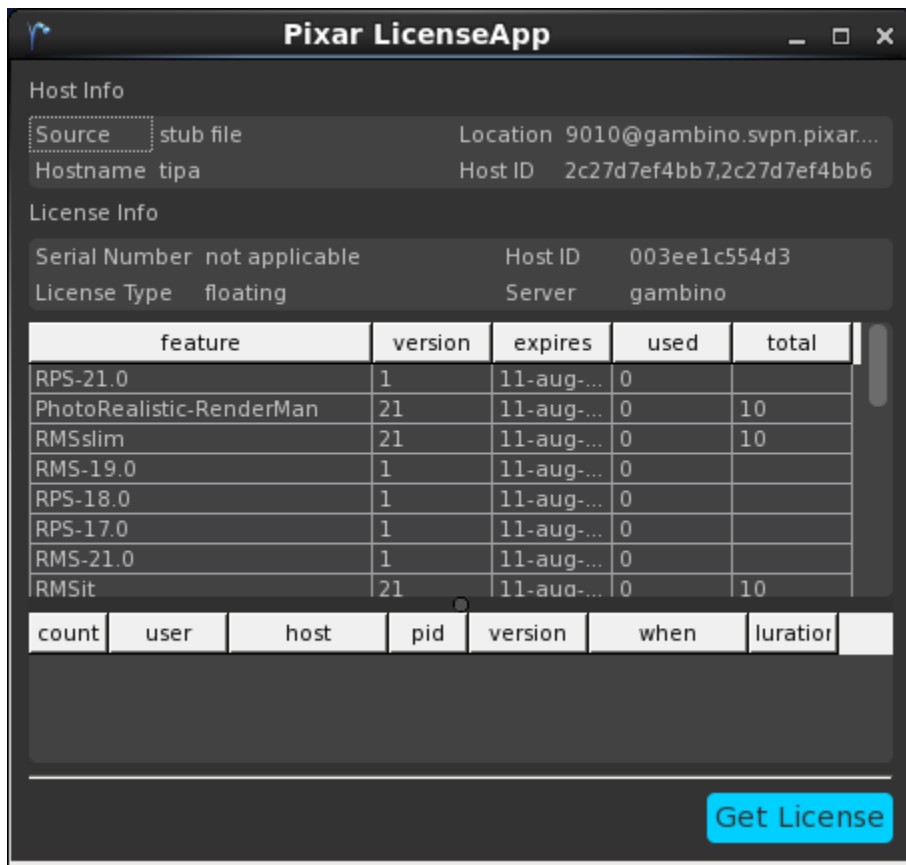 Pixar LicenseApp
Host Info
Source stub file Location 9010@gambino.svpn.pixar....
Hostname tipa Host ID 2c27d7ef4bb7,2c27d7ef4bb6
License Info
Serial Number not applicable Host ID 003ee1c554d3
License Type floating Server gambino
feature version expires used total
RPS-21.0 1 11-aug-... 0
PhotoRealistic-RenderMan 21 11-aug-... 0 10
RMSslim 21 11-aug-... 0 10
RMS-19.0 1 11-aug-... 0
RPS-18.0 1 11-aug-... 0
RPS-17.0 1 11-aug-... 0
RMS-21.0 1 11-aug-... 0
RMSit 21 11-aug-... 0 10
count user host pid version when luration
Get License